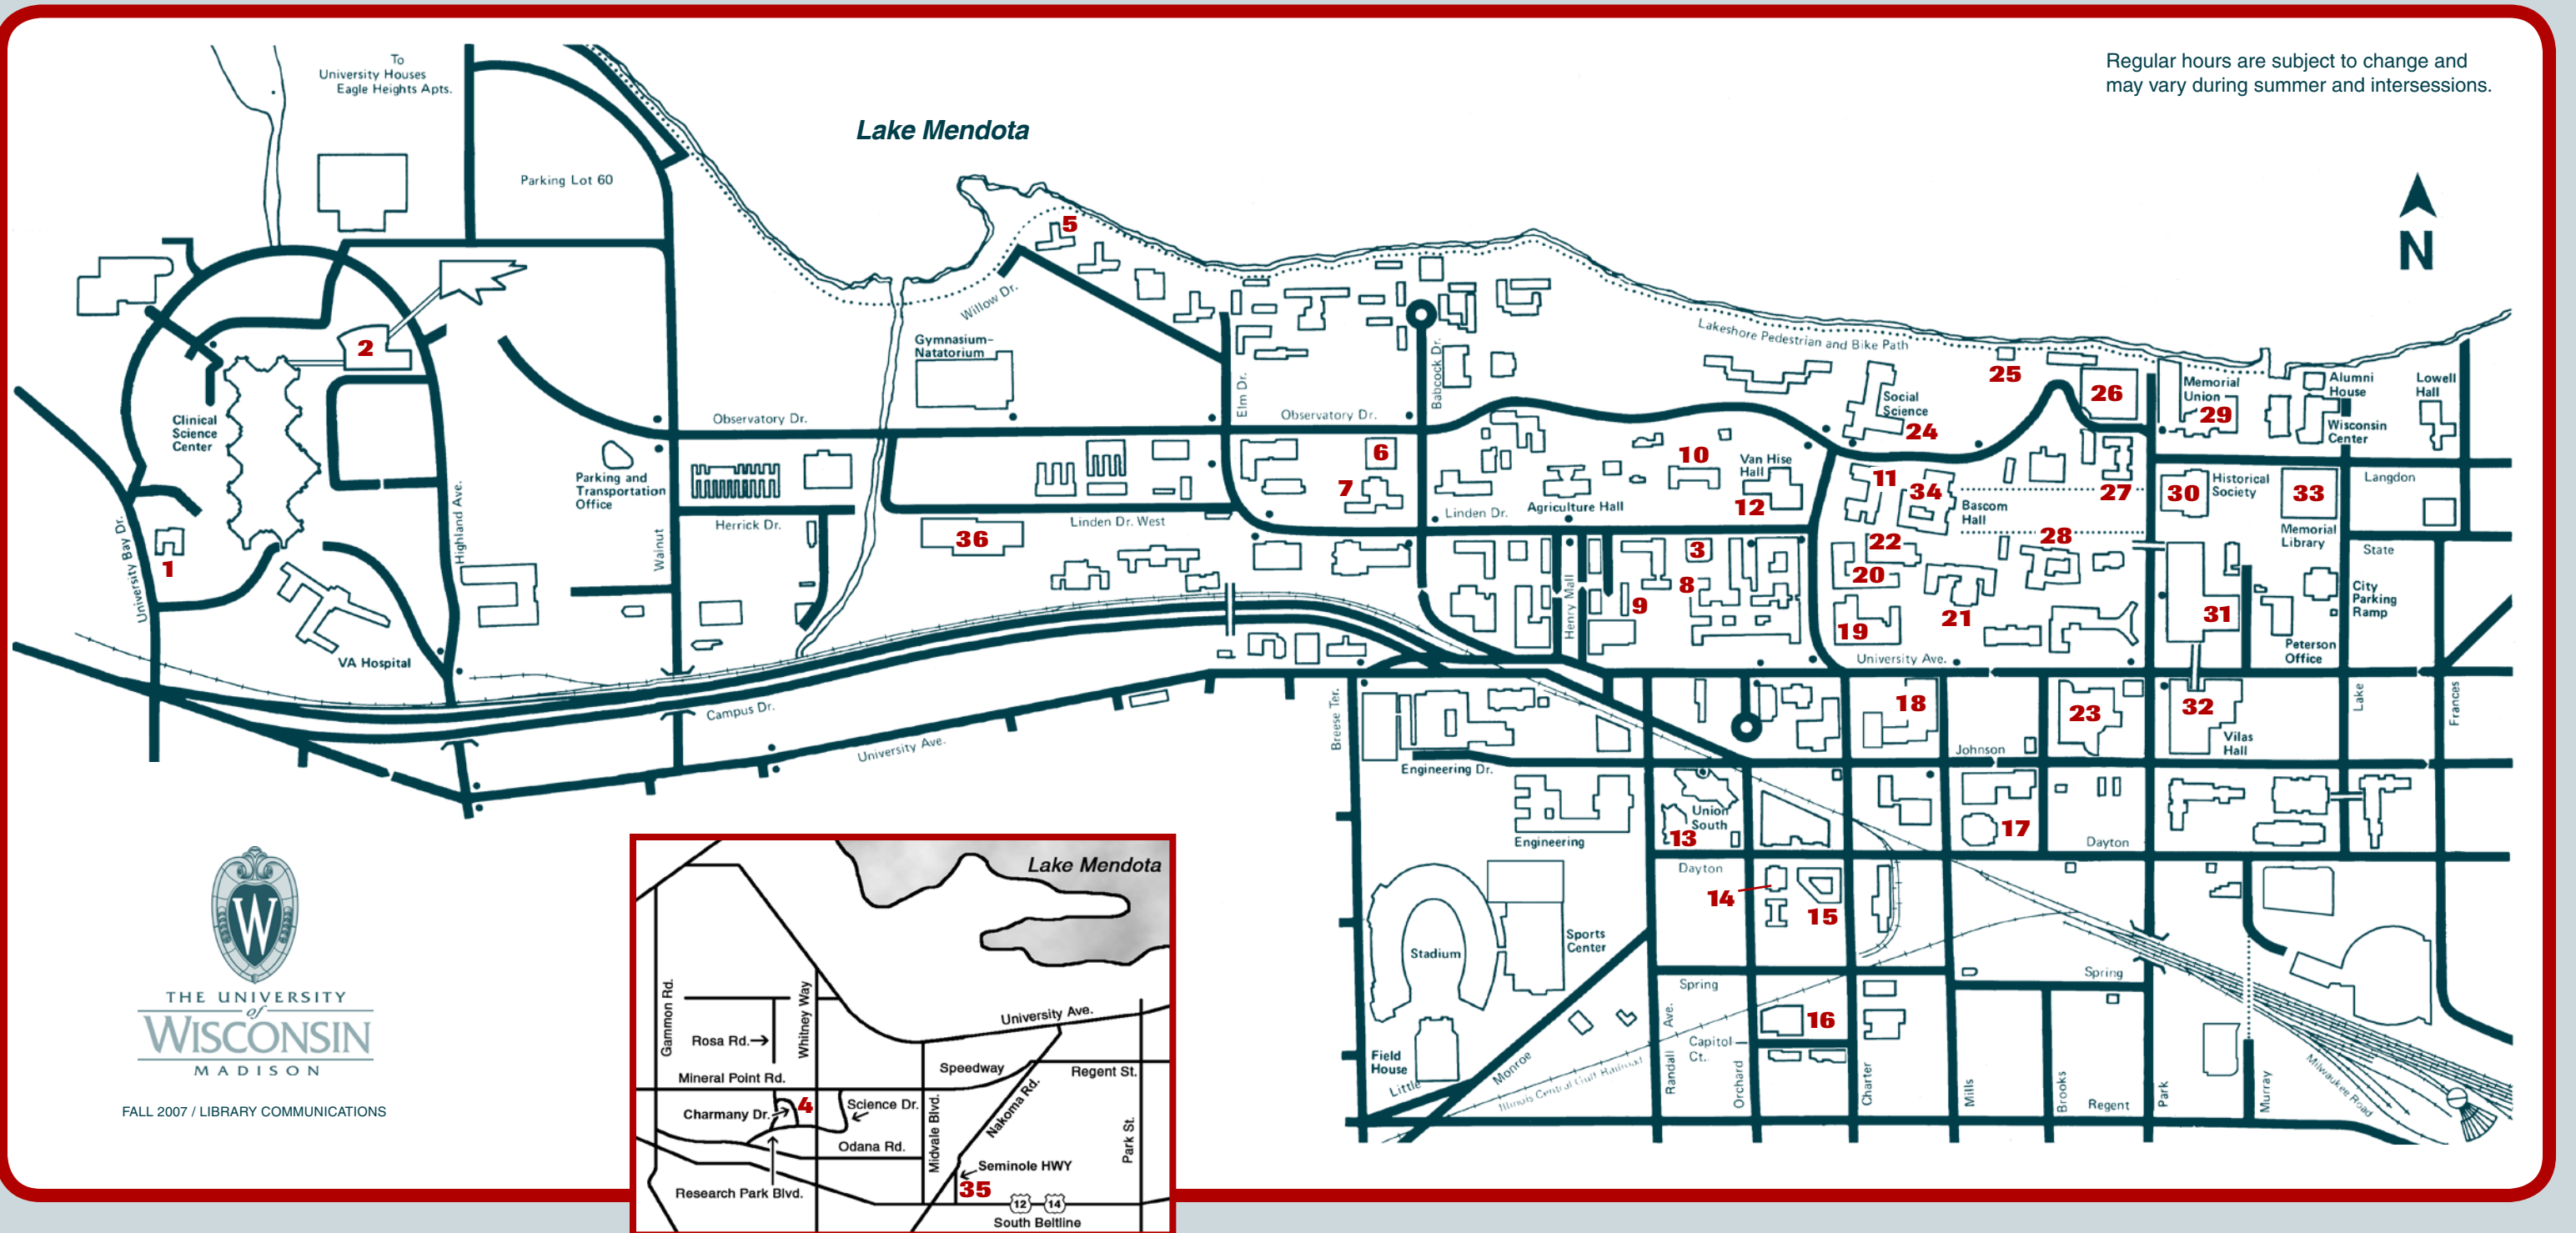 To
University Houses
Eagle Heights Apts.
Regular hours are subject to change and
may vary during summer and intersessions.
Lake Mendota
Parking Lot 60
N
5
Willow Dr.
Gymnasium-
Natatorium
2
Lakeshore Pedestrian and Bike Path
Elm Dr.
Babcock Dr.
25
26
Memorial
Union
29
Alumni
House
Lowell
Hall
Social
Science
24
Wisconsin
Center
Clinical
Science
Center
Observatory Dr.
Observatory Dr.
6
7
10
Van Hise
Hall
12
11
34
Bascom
Hall
27
30
Historical
Society
33
Langdon
Parking and
Transportation
Office
Highland Ave.
Walnut
Herrick Dr.
36
Linden Dr. West
Linden Dr.
Agriculture Hall
Memorial
Library
State
University Bay Dr.
1
3
8
9
Henry Mall
22
20
28
21
19
31
City
Parking
Ramp
Peterson
Office
VA Hospital
University Ave.
Campus Dr.
University Ave.
Breese Ter.
18
23
32
Vilas
Hall
Lake
Frances
Johnson
Engineering Dr.
Engineering
Union
South
13
17
Dayton
Dayton
14
15
Stadium
Sports
Center
Spring
Spring
16
Capitol
Ct.
Field
House
Little
Monroe
Illinois Central Gulf Railroad
Randall Ave.
Orchard
Charter
Mills
Brooks
Regent
Park
Murray
Milwaukee Road
W
THE UNIVERSITY
of
WISCONSIN
MADISON
FALL 2007 / LIBRARY COMMUNICATIONS
Lake Mendota
Gammon Rd.
Whitney Way
Rosa Rd.
University Ave.
Mineral Point Rd.
Speedway
Regent St.
Charmany Dr.
4
Science Dr.
Midvale Blvd.
Nakoma Rd.
Park St.
Odana Rd.
Seminole HWY
35
Research Park Blvd.
12
14
South Beltline